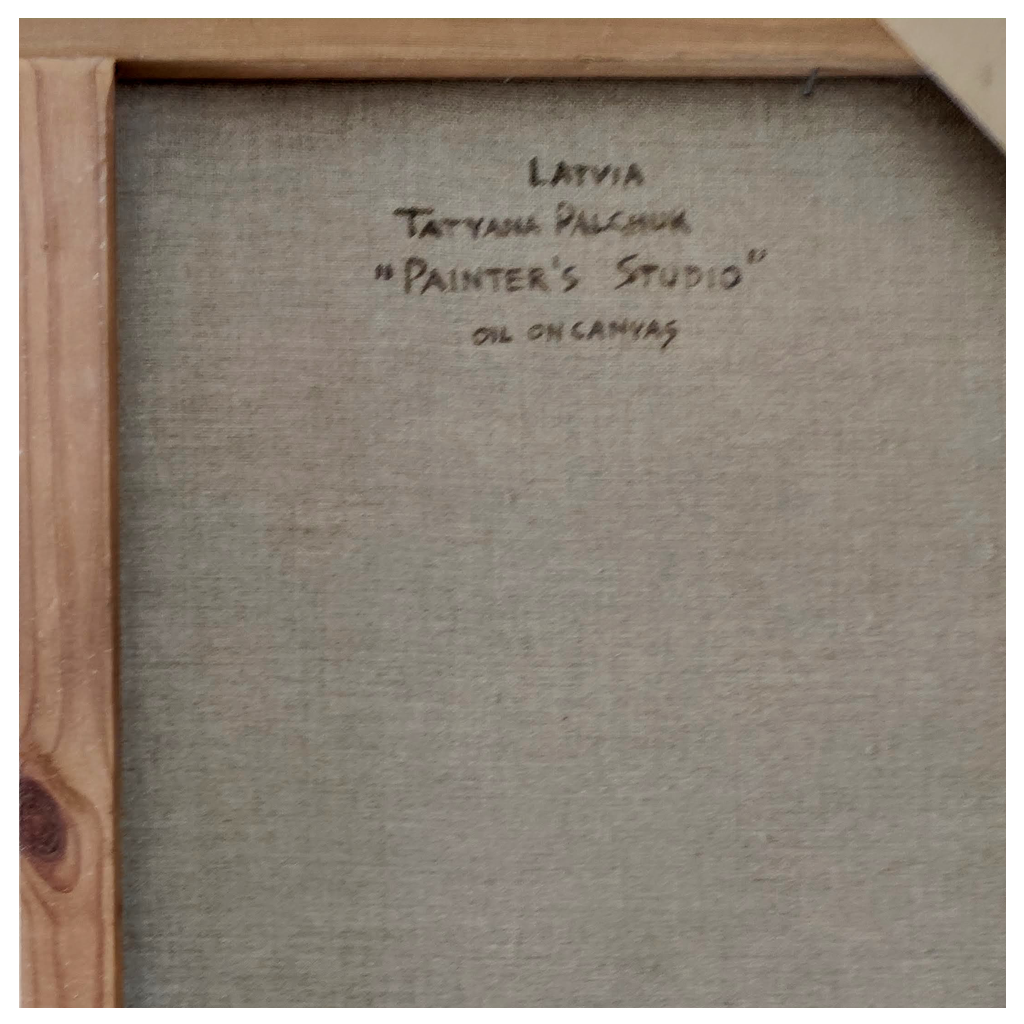 LATVIA
TATYANA PALCHUK
"PAINTER'S STUDIO"
OIL ON CANVAS